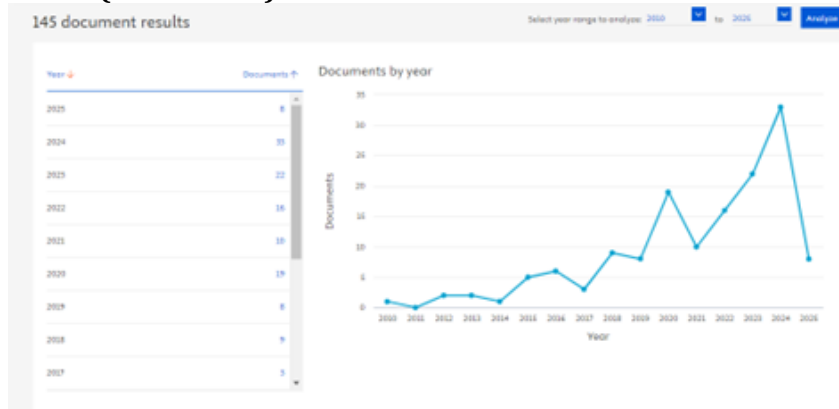 145 document results
Select year range to analyze: 2010 to 2025 Analyze
Year Documents
2025 8
2024 33
2023 22
2022 16
2021 10
2020 19
2019 8
2018 9
2017 3
Documents by year
Documents
35
30
25
20
15
10
5
0
2010 2011 2012 2013 2014 2015 2016 2017 2018 2019 2020 2021 2022 2023 2024 2025
Year